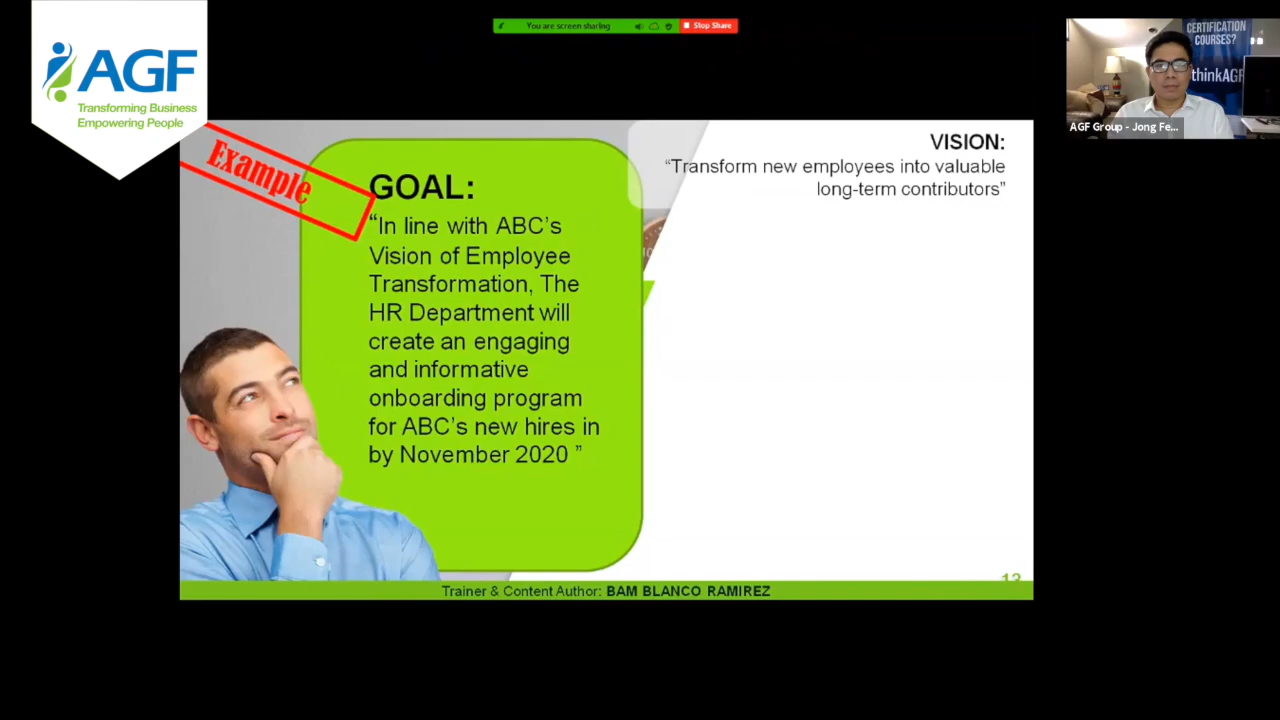 You are screen sharing
Stop Share
AGF
Transforming Business
Empowering People
CERTIFICATION
COURSES?
thinkAGF
AGF Group - Jong Fe...
Example
GOAL:
“In line with ABC’s
Vision of Employee
Transformation, The
HR Department will
create an engaging
and informative
onboarding program
for ABC’s new hires in
by November 2020 ”
VISION:
“Transform new employees into valuable
long-term contributors”
Trainer & Content Author: BAM BLANCO RAMIREZ